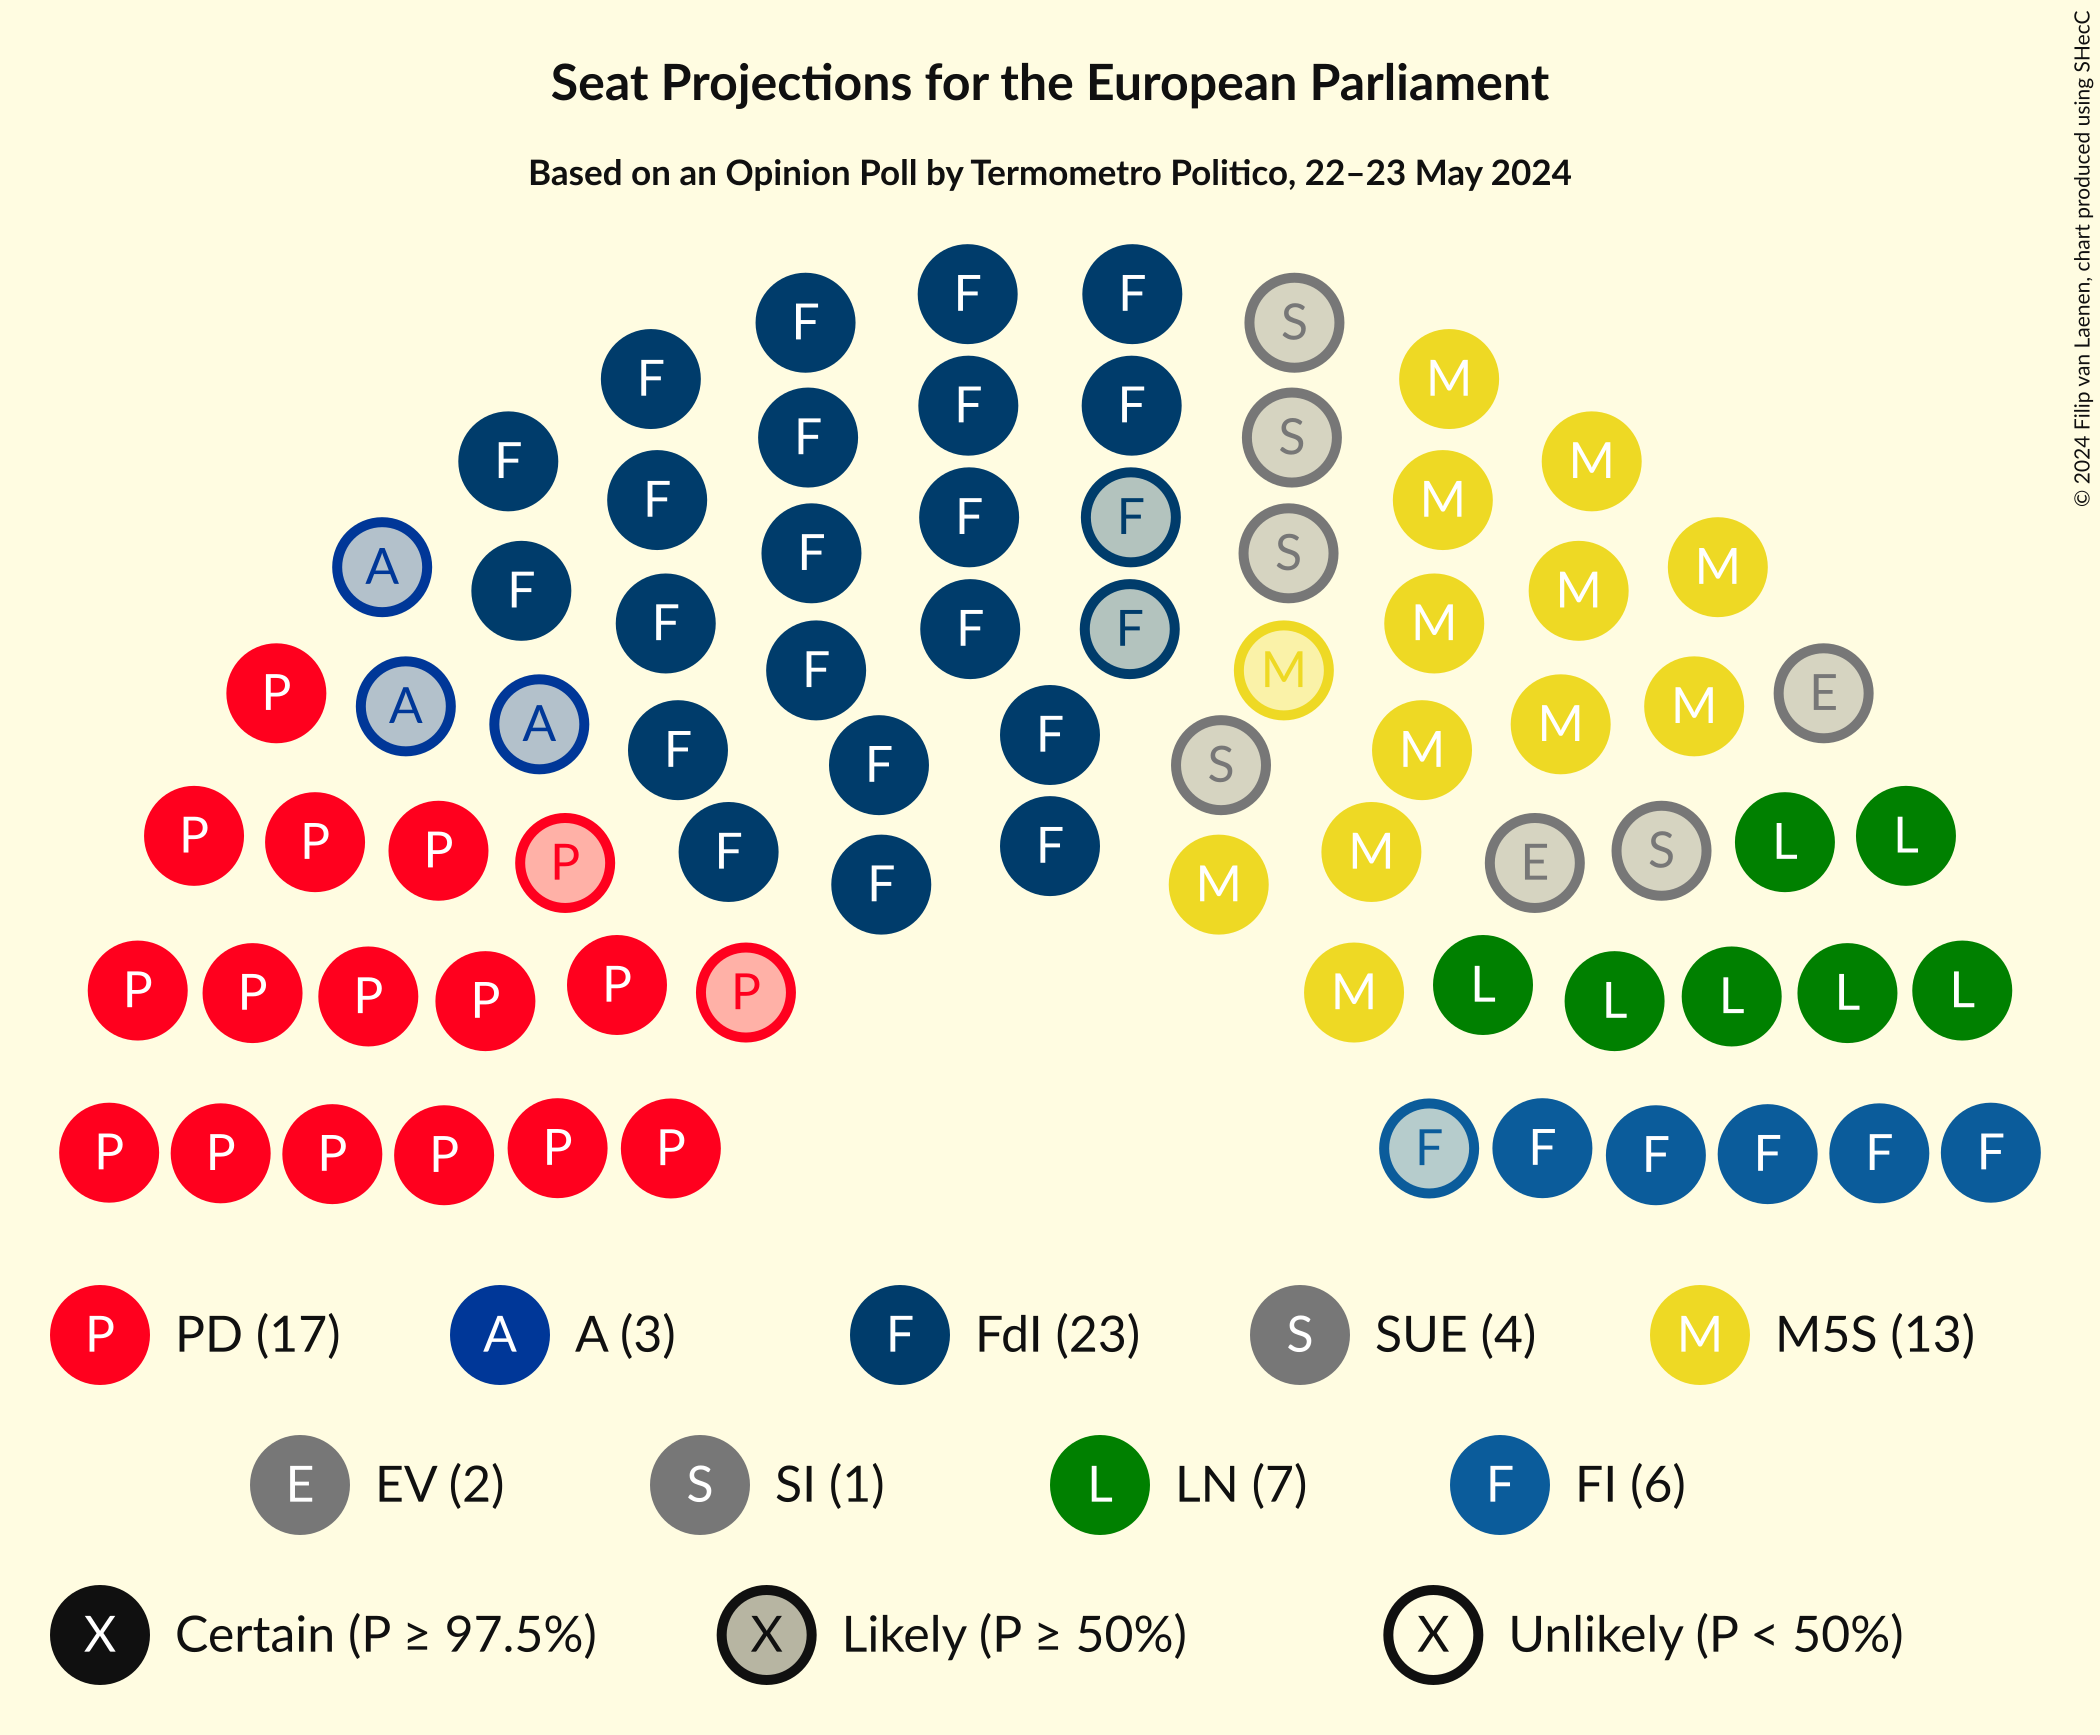 Seat Projections for the European Parliament
Based on an Opinion Poll by Termometro Politico, 22–23 May 2024
© 2024 Filip van Laenen, chart produced using SHecC
F F
F S
F M
F F
F S
F M
F M
F F
A F S M M
F F
F M
P F M
A A M M E
F F S M
P P P P F F F M M E S L L
P P P P P P M L L L L L
P P P P P P F F F F F F
P PD (17) A A (3) F FdI (23) S SUE (4) M M5S (13)
E EV (2) S SI (1) L LN (7) F FI (6)
X Certain (P ≥ 97.5%) X Likely (P ≥ 50%) X Unlikely (P < 50%)